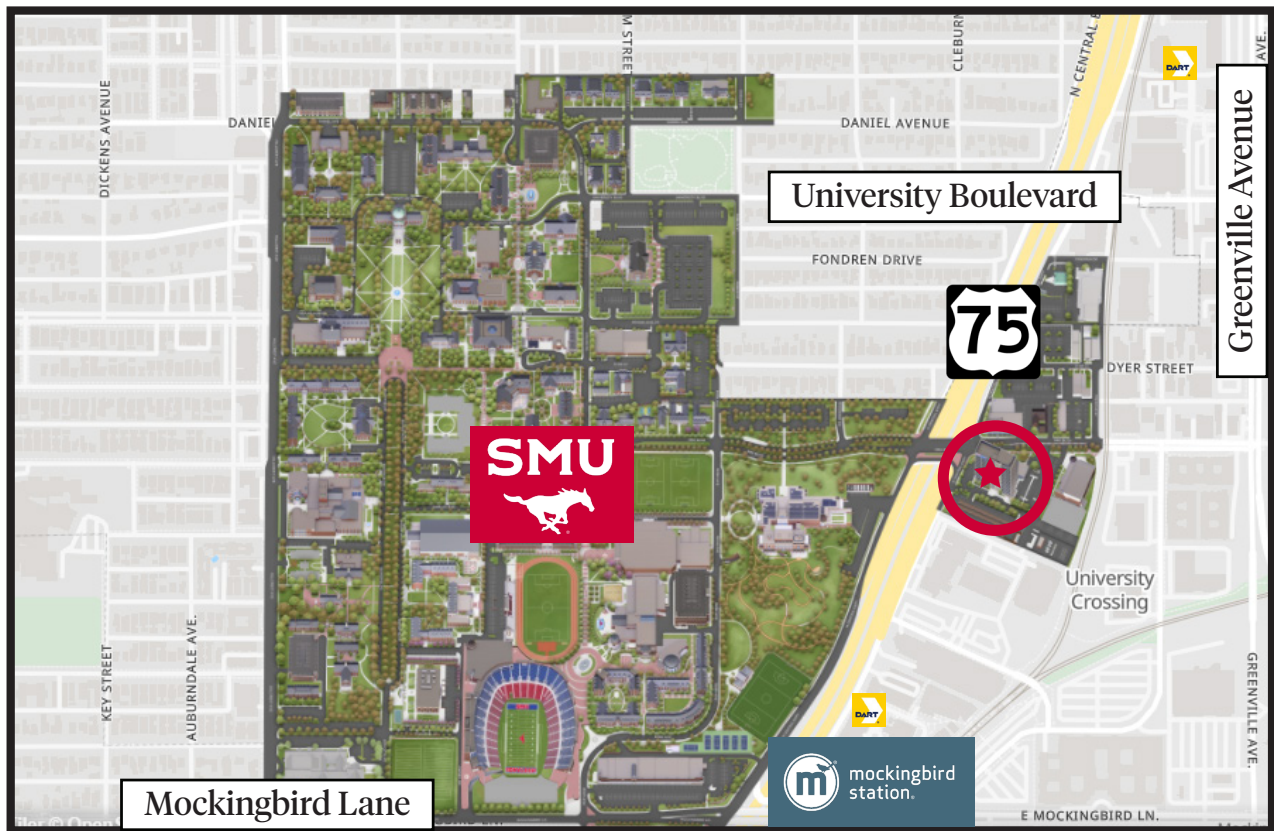 M STREET
CLEBURN
N CENTRAL E
AVE.
DART
DICKENS AVENUE
DANIEL
DANIEL AVENUE
University Boulevard
Greenville Avenue
FONDREN DRIVE
75
DYER STREET
SMU
University
Crossing
KEY STREET
AUBURNDALE AVE.
GREENVILLE AVE.
DART
m
mockingbird
station®
Mockingbird Lane
E MOCKINGBIRD LN.